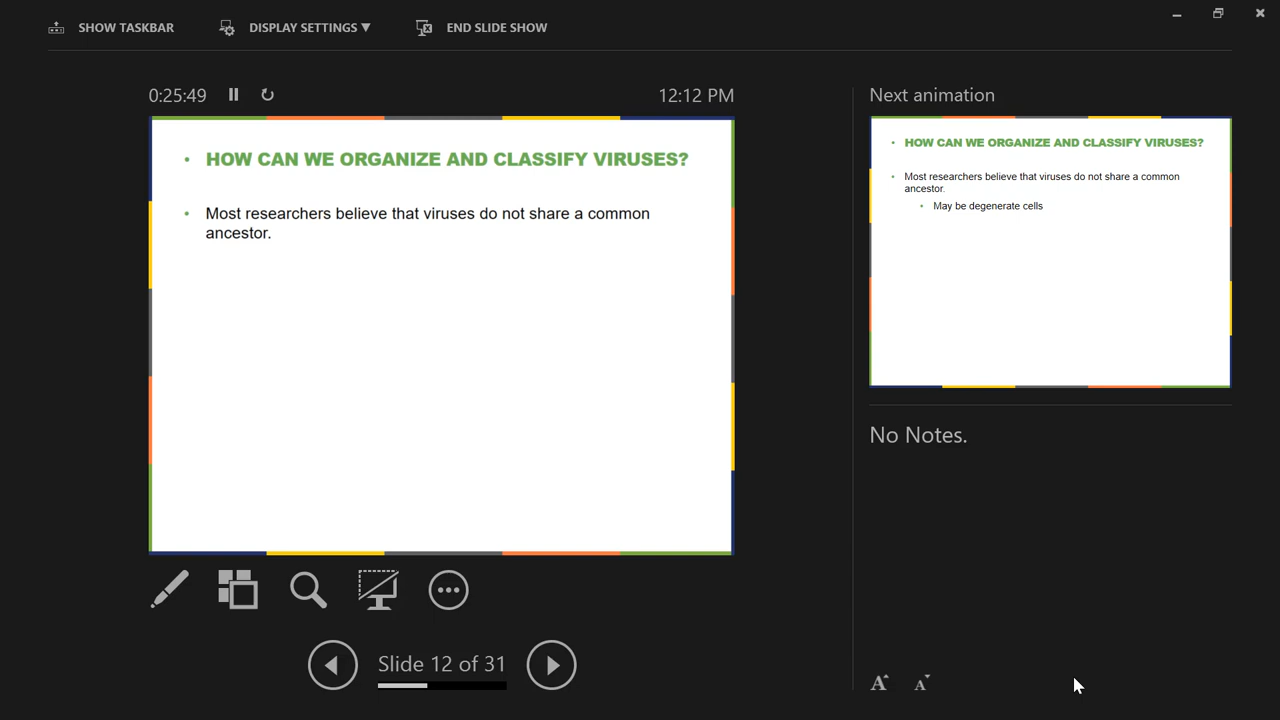 SHOW TASKBAR
DISPLAY SETTINGS ▼
END SLIDE SHOW
0:25:49
12:12 PM
• HOW CAN WE ORGANIZE AND CLASSIFY VIRUSES?
• Most researchers believe that viruses do not share a common
ancestor.
Slide 12 of 31
Next animation
• HOW CAN WE ORGANIZE AND CLASSIFY VIRUSES?
• Most researchers believe that viruses do not share a common
ancestor.
• May be degenerate cells
No Notes.
A A